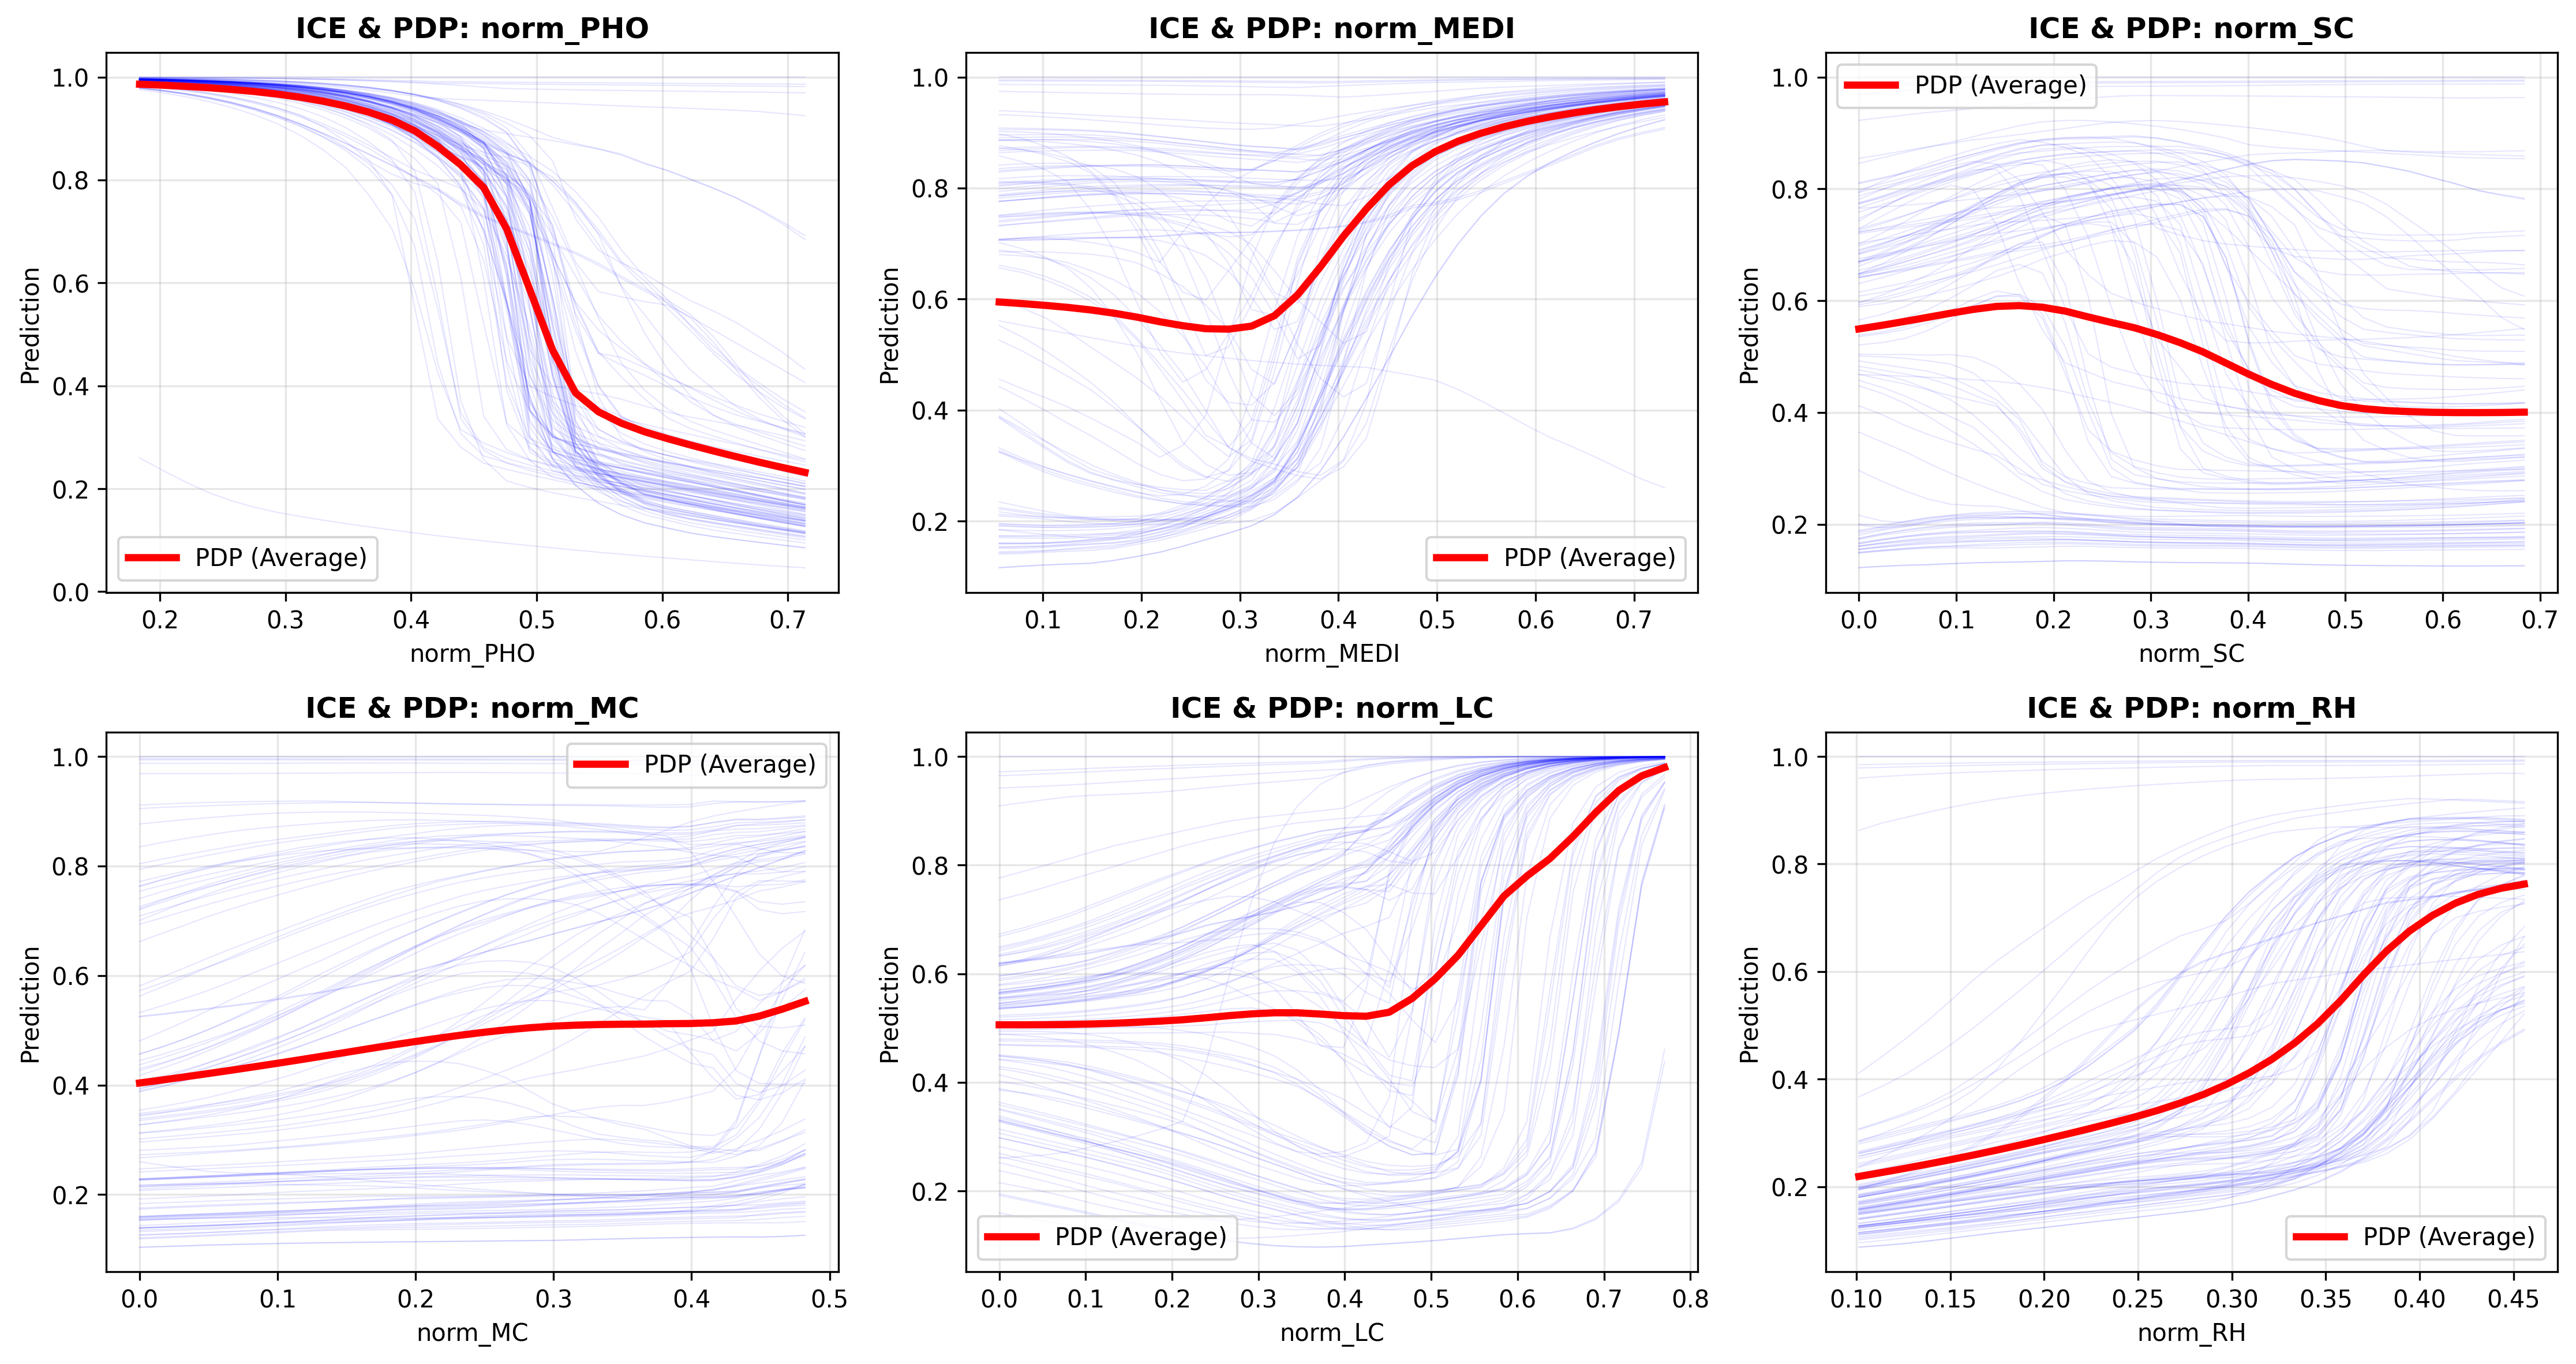 ICE & PDP: norm_PHO
Prediction
1.0
0.8
0.6
0.4
0.2
0.0
PDP (Average)
0.2 0.3 0.4 0.5 0.6 0.7
norm_PHO
ICE & PDP: norm_MEDI
Prediction
1.0
0.8
0.6
0.4
0.2
PDP (Average)
0.1 0.2 0.3 0.4 0.5 0.6 0.7
norm_MEDI
ICE & PDP: norm_SC
Prediction
1.0
0.8
0.6
0.4
0.2
PDP (Average)
0.0 0.1 0.2 0.3 0.4 0.5 0.6 0.7
norm_SC
ICE & PDP: norm_MC
Prediction
1.0
0.8
0.6
0.4
0.2
PDP (Average)
0.0 0.1 0.2 0.3 0.4 0.5
norm_MC
ICE & PDP: norm_LC
Prediction
1.0
0.8
0.6
0.4
0.2
PDP (Average)
0.0 0.1 0.2 0.3 0.4 0.5 0.6 0.7 0.8
norm_LC
ICE & PDP: norm_RH
Prediction
1.0
0.8
0.6
0.4
0.2
PDP (Average)
0.10 0.15 0.20 0.25 0.30 0.35 0.40 0.45
norm_RH